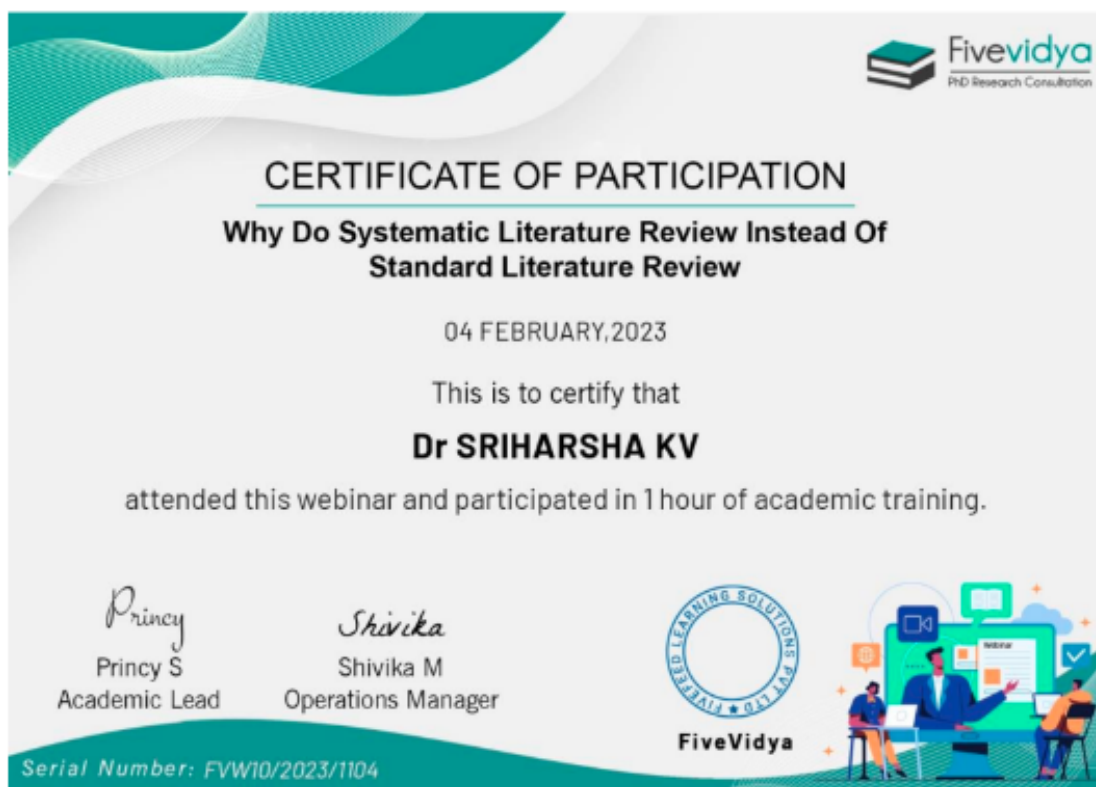 Fivevidya
PhD Research Consultation
CERTIFICATE OF PARTICIPATION
Why Do Systematic Literature Review Instead Of
Standard Literature Review
04 FEBRUARY,2023
This is to certify that
Dr SRIHARSHA KV
attended this webinar and participated in 1 hour of academic training.
Princy
Princy S
Academic Lead
Shivika
Shivika M
Operations Manager
FIVEFEED LEARNING SOLUTIONS PVT LTD
FiveVidya
Webinar
Serial Number: FVW10/2023/1104